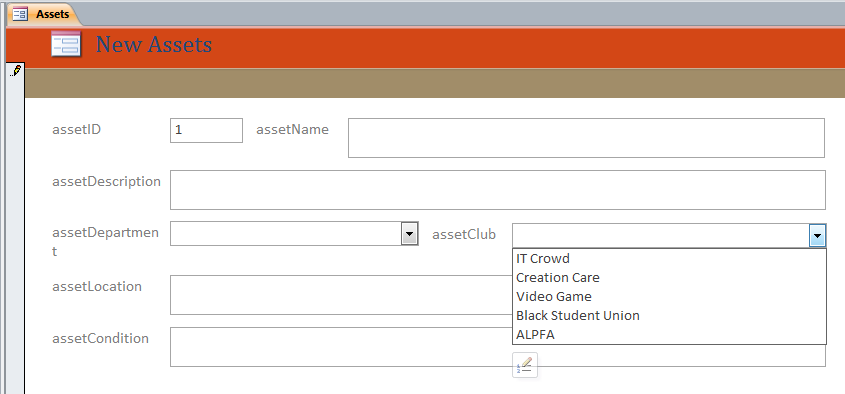 Assets
New Assets
assetID 1 assetName
assetDescription
assetDepartmen
t
assetClub
IT Crowd
Creation Care
Video Game
Black Student Union
ALPFA
assetLocation
assetCondition